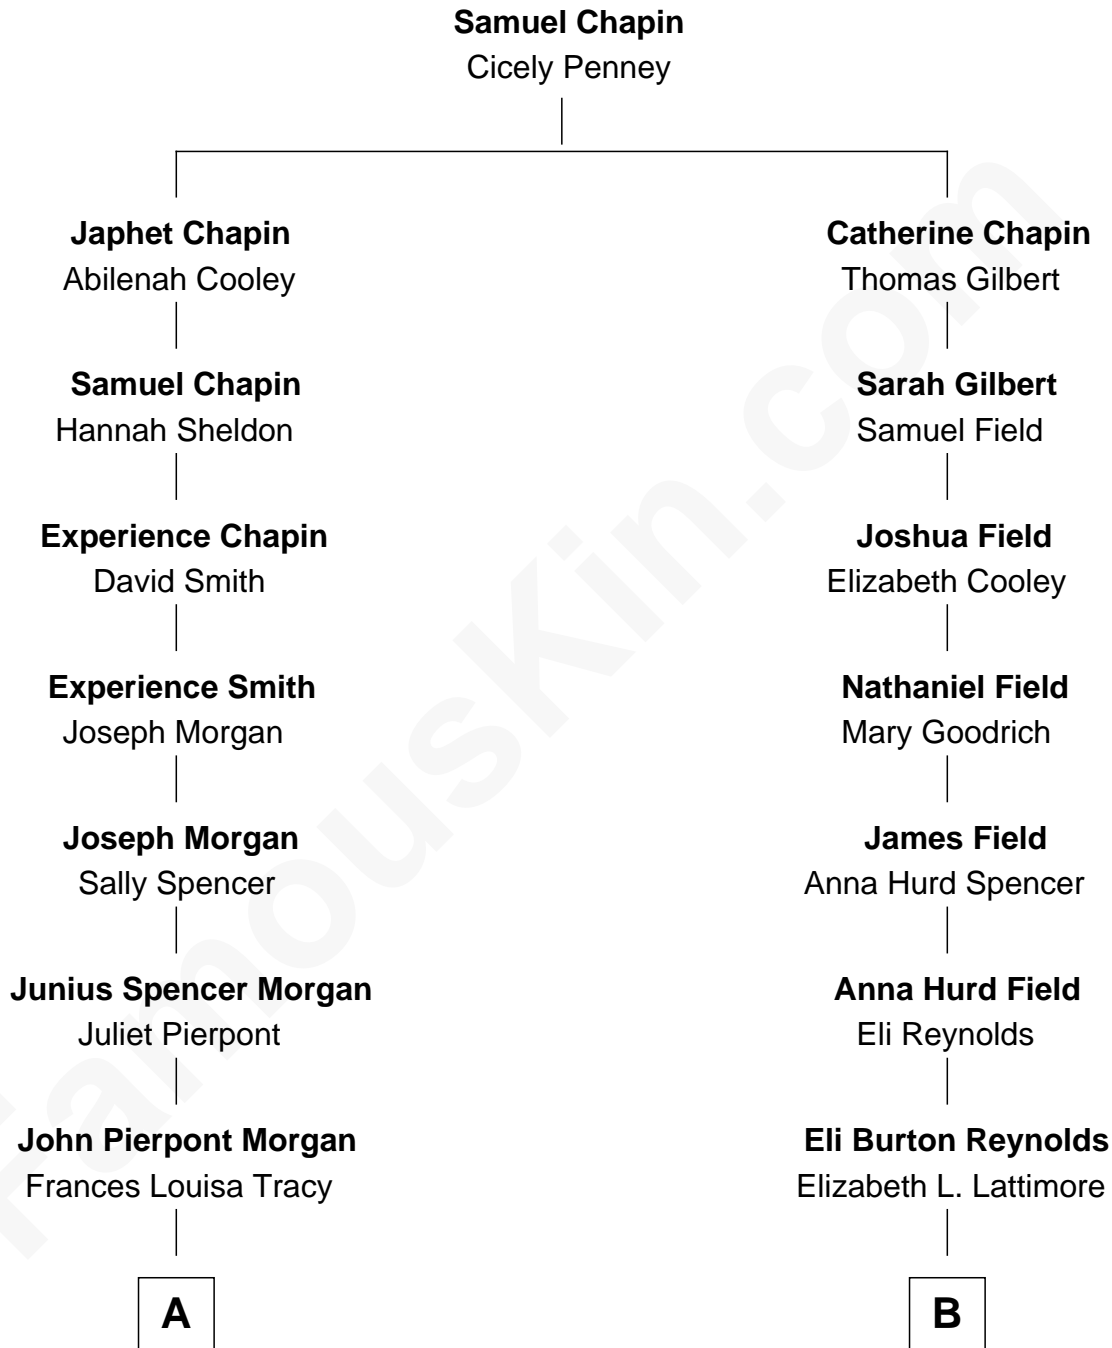 Samuel Chapin
Cicely Penney
Japhet Chapin
Abilenah Cooley
Catherine Chapin
Thomas Gilbert
Samuel Chapin
Hannah Sheldon
Sarah Gilbert
Samuel Field
Experience Chapin
David Smith
Joshua Field
Elizabeth Cooley
Experience Smith
Joseph Morgan
Nathaniel Field
Mary Goodrich
Joseph Morgan
Sally Spencer
James Field
Anna Hurd Spencer
Junius Spencer Morgan
Juliet Pierpont
Anna Hurd Field
Eli Reynolds
John Pierpont Morgan
Frances Louisa Tracy
Eli Burton Reynolds
Elizabeth L. Lattimore
A
B
FamousKin.com